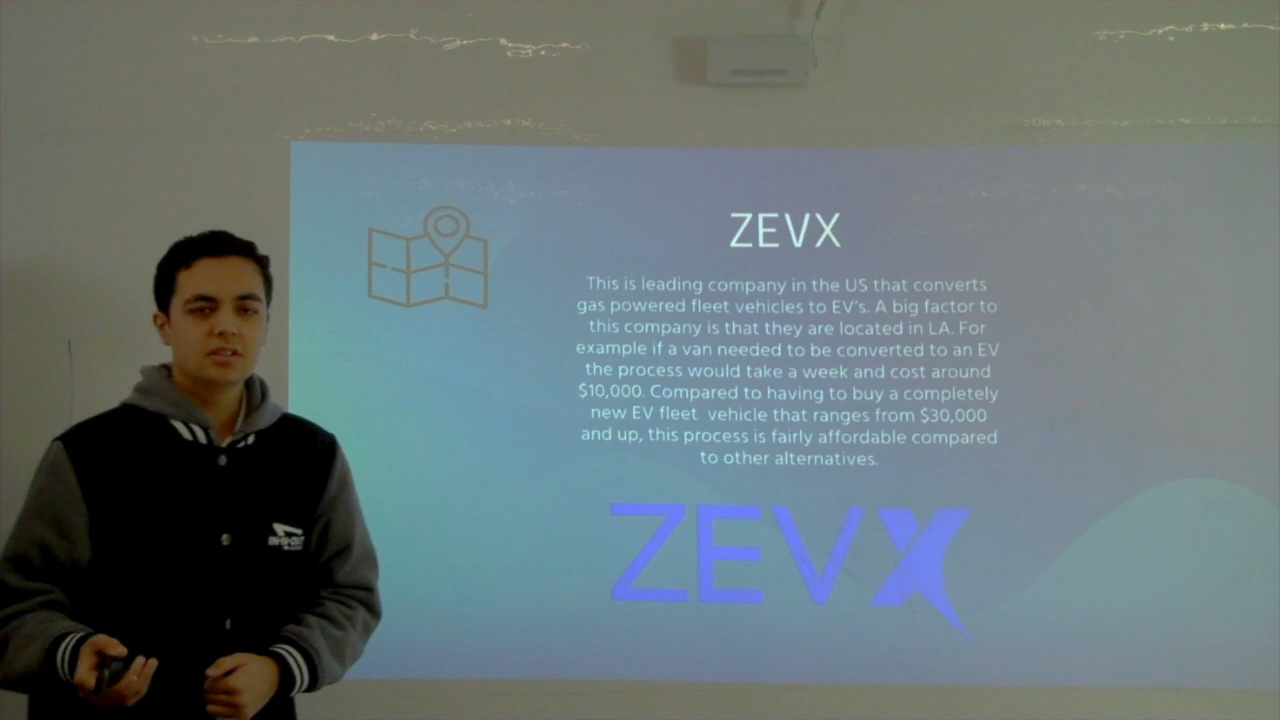 ZEVX
This is leading company in the US that converts
gas powered fleet vehicles to EV's. A big factor to
this company is that they are located in LA. For
example if a van needed to be converted to an EV
the process would take a week and cost around
$10,000. Compared to having to buy a completely
new EV fleet vehicle that ranges from $30,000
and up, this process is fairly affordable compared
to other alternatives.
ZEVX
IN-N-OUT